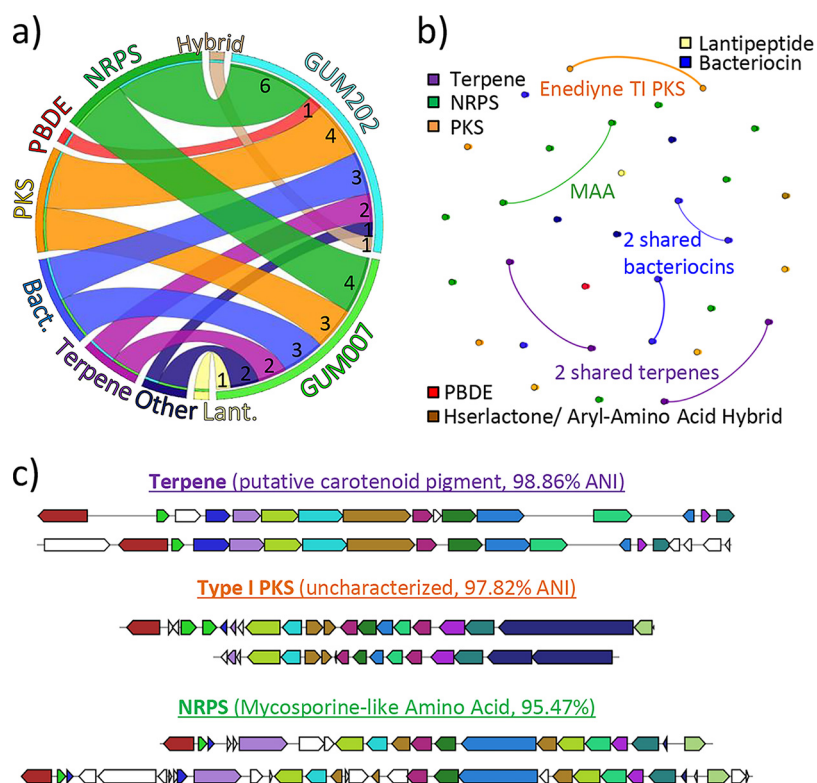 a)
Hybrid
NRPS
GUM202
PBDE
PKS
Bact.
Terpene
Other
Lant.
GUM007
6
1
4
3
2
1
1
4
3
3
2
2
1
b)
Lantipeptide
Bacteriocin
Terpene
NRPS
PKS
Enediyne TI PKS
MAA
2 shared
bacteriocins
2 shared terpenes
PBDE
Hserlactone/ Aryl-Amino Acid Hybrid
c)
Terpene (putative carotenoid pigment, 98.86% ANI)
Type I PKS (uncharacterized, 97.82% ANI)
NRPS (Mycosporine-like Amino Acid, 95.47%)